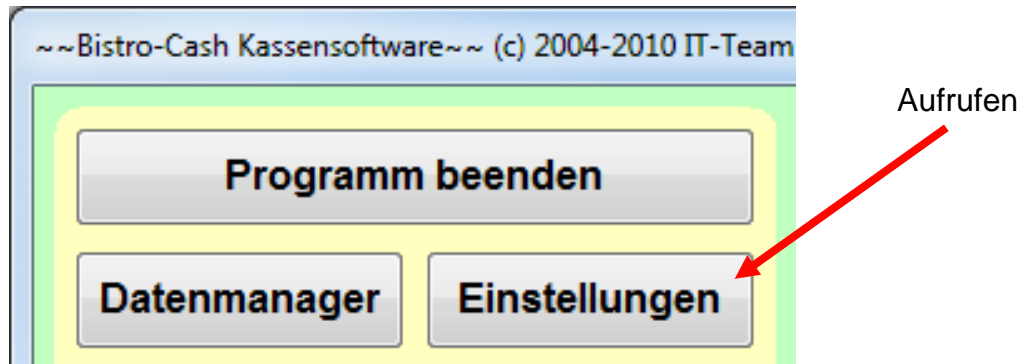 ~~Bistro-Cash Kassensoftware~~ (c) 2004-2010 IT-Team
Aufrufen
Programm beenden
Datenmanager Einstellungen